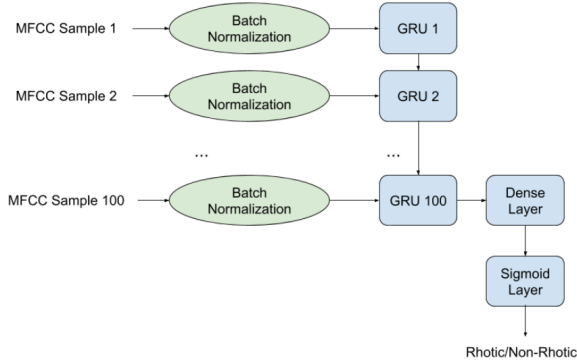 MFCC Sample 1
Batch
Normalization
GRU 1
MFCC Sample 2
Batch
Normalization
GRU 2
...
...
MFCC Sample 100
Batch
Normalization
GRU 100
Dense
Layer
Sigmoid
Layer
Rhotic/Non-Rhotic